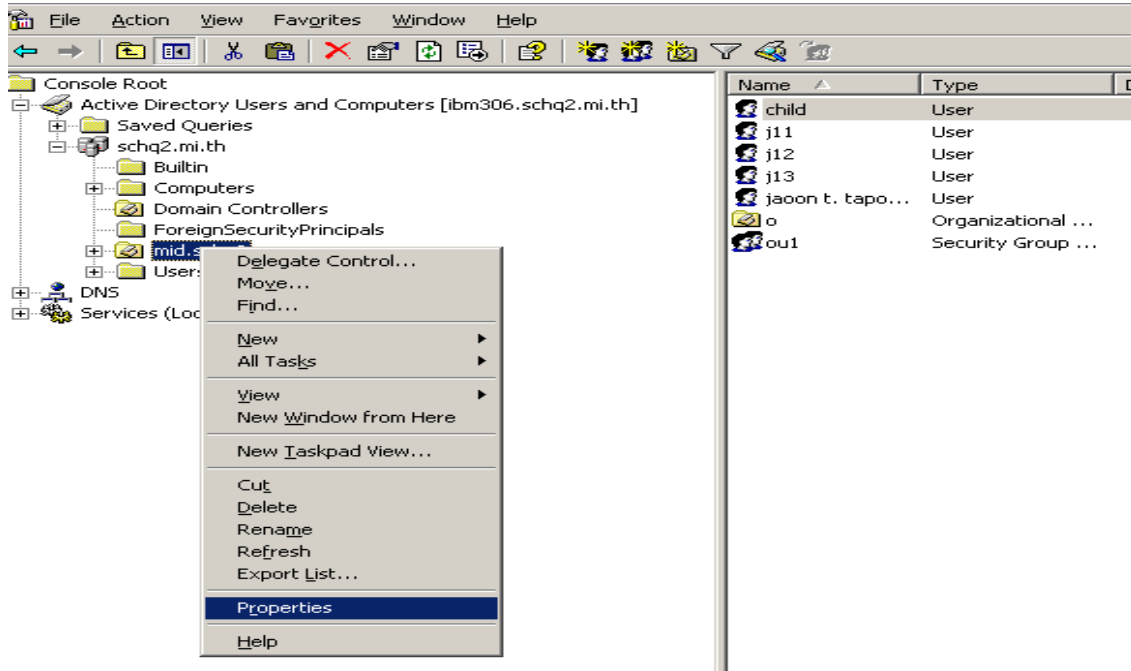 File Action View Favorites Window Help
Console Root
Active Directory Users and Computers [ibm306.schq2.mi.th]
Saved Queries
schq2.mi.th
Builtin
Computers
Domain Controllers
ForeignSecurityPrincipals
Users
DNS
Services (Loc
Delegate Control...
Move...
Find...
New
All Tasks
View
New Window from Here
New Taskpad View...
Cut
Delete
Rename
Refresh
Export List...
Properties
Help
Name Type
child User
j11 User
j12 User
j13 User
jaoon t. tapo... User
o Organizational ...
ou1 Security Group ...